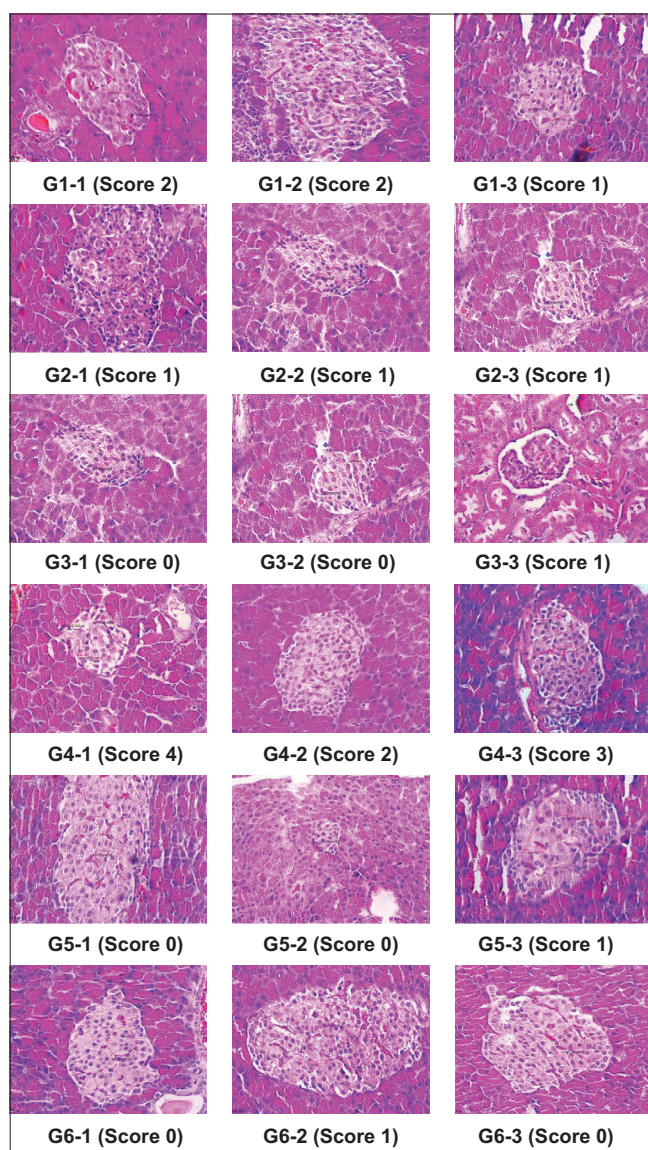 G1-1 (Score 2) G1-2 (Score 2) G1-3 (Score 1)
G2-1 (Score 1) G2-2 (Score 1) G2-3 (Score 1)
G3-1 (Score 0) G3-2 (Score 0) G3-3 (Score 1)
G4-1 (Score 4) G4-2 (Score 2) G4-3 (Score 3)
G5-1 (Score 0) G5-2 (Score 0) G5-3 (Score 1)
G6-1 (Score 0) G6-2 (Score 1) G6-3 (Score 0)